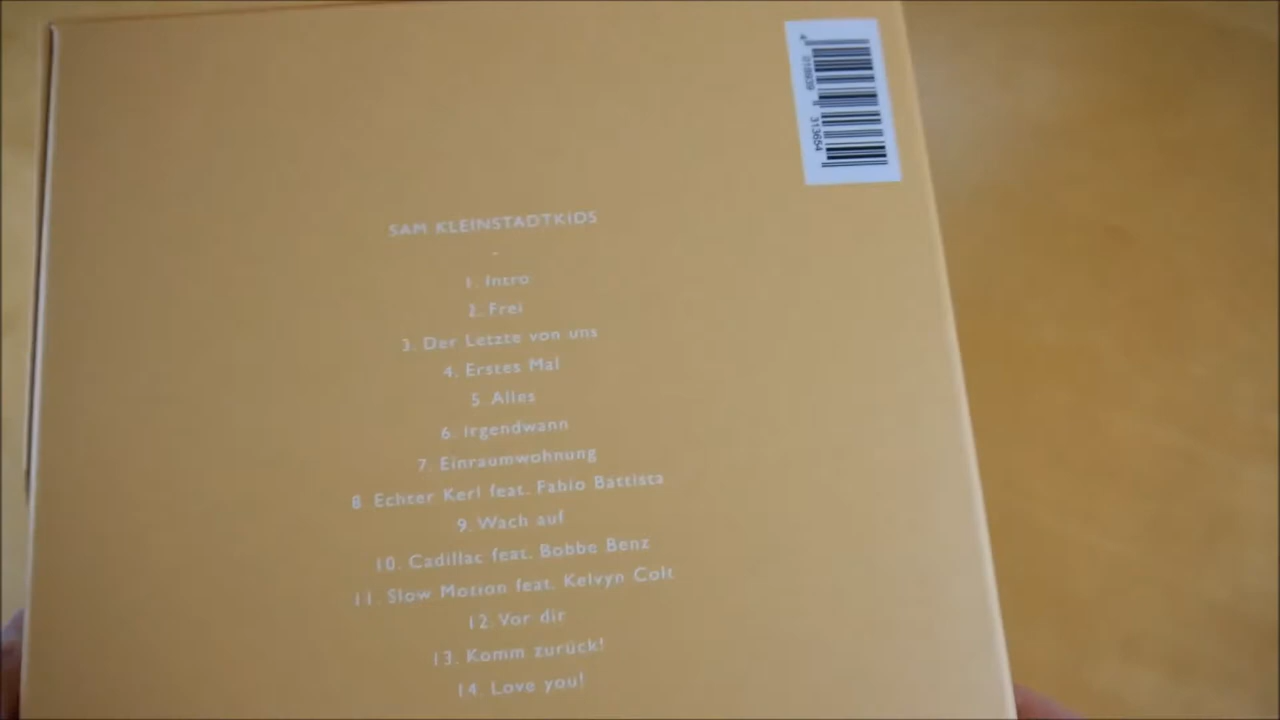 SAM KLEINSTADTKIDS
-
1. Intro
2. Frei
3. Der Letzte von uns
4. Erstes Mal
5. Alles
6. Irgendwann
7. Einraumwohnung
8. Echter Kerl feat. Fabio Battista
9. Wach auf
10. Cadillac feat. Bobbe Benz
11. Slow Motion feat. Kelvyn Colt
12. Vor dir
13. Komm zurück!
14. Love you!